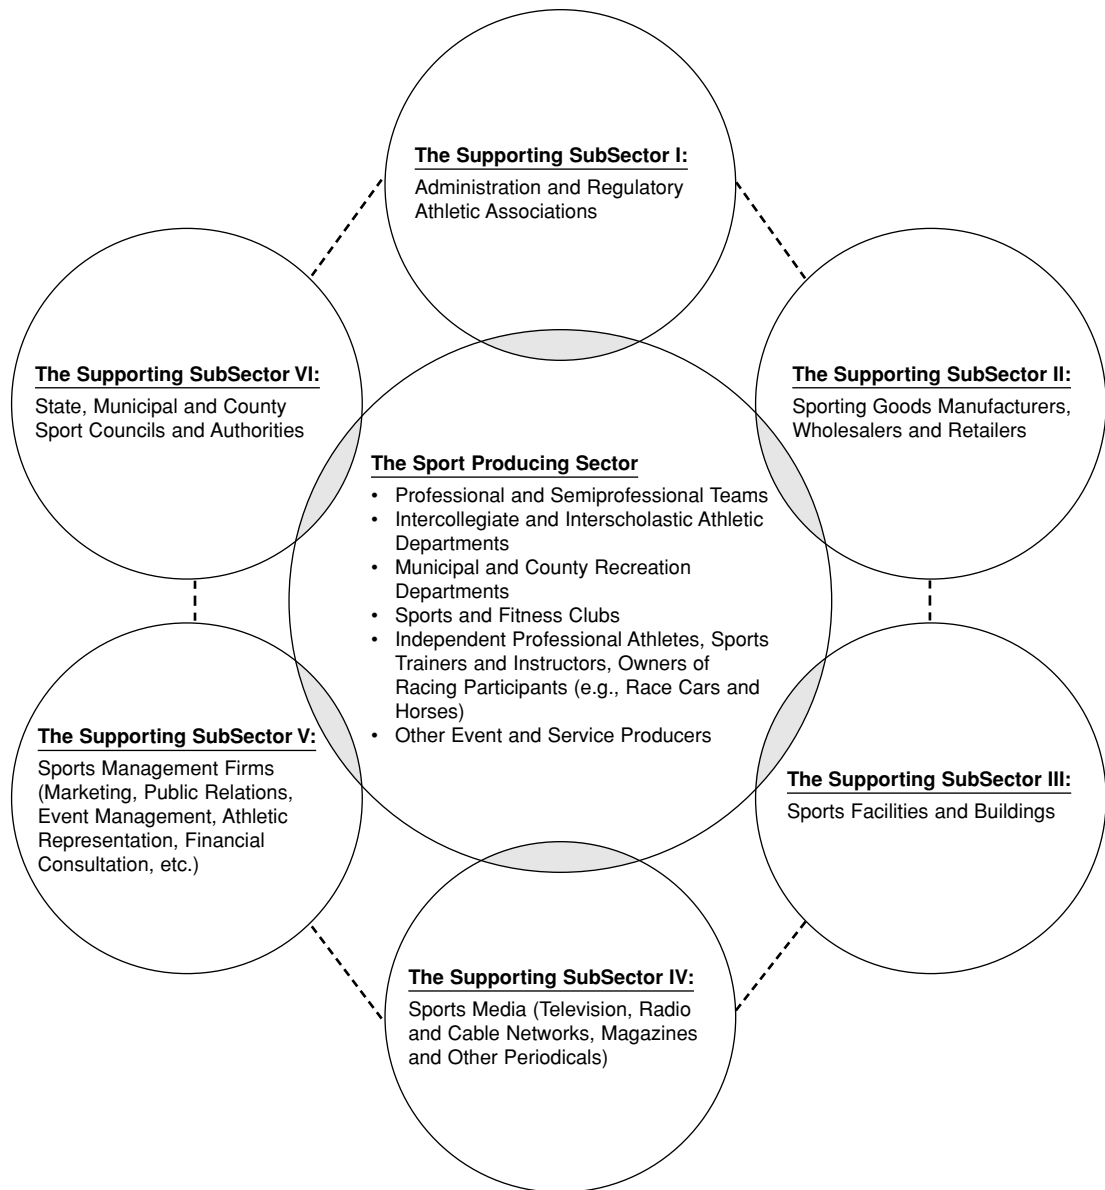 The Supporting SubSector I:
Administration and Regulatory
Athletic Associations
The Supporting SubSector VI:
State, Municipal and County
Sport Councils and Authorities
The Supporting SubSector II:
Sporting Goods Manufacturers,
Wholesalers and Retailers
The Sport Producing Sector
• Professional and Semiprofessional Teams
• Intercollegiate and Interscholastic Athletic
Departments
• Municipal and County Recreation
Departments
• Sports and Fitness Clubs
• Independent Professional Athletes, Sports
Trainers and Instructors, Owners of
Racing Participants (e.g., Race Cars and
Horses)
• Other Event and Service Producers
The Supporting SubSector V:
Sports Management Firms
(Marketing, Public Relations,
Event Management, Athletic
Representation, Financial
Consultation, etc.)
The Supporting SubSector III:
Sports Facilities and Buildings
The Supporting SubSector IV:
Sports Media (Television, Radio
and Cable Networks, Magazines
and Other Periodicals)